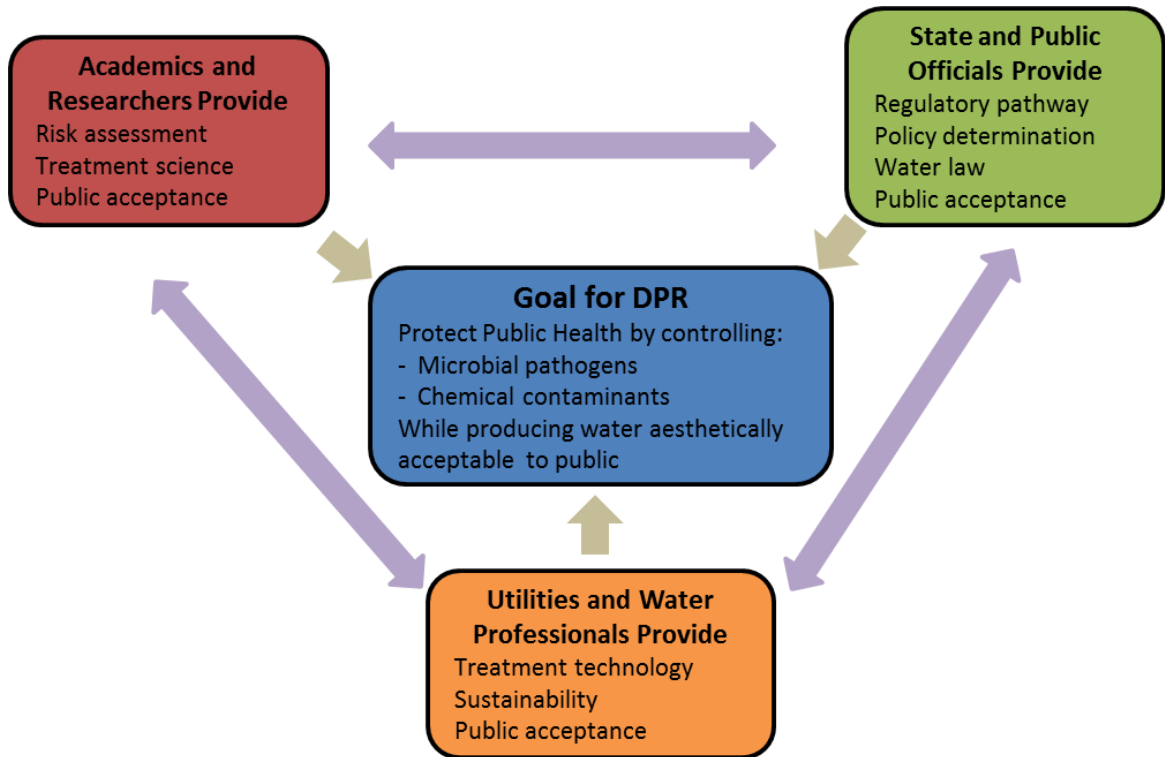 Academics and
Researchers Provide
Risk assessment
Treatment science
Public acceptance
State and Public
Officials Provide
Regulatory pathway
Policy determination
Water law
Public acceptance
Goal for DPR
Protect Public Health by controlling:
- Microbial pathogens
- Chemical contaminants
While producing water aesthetically
acceptable to public
Utilities and Water
Professionals Provide
Treatment technology
Sustainability
Public acceptance